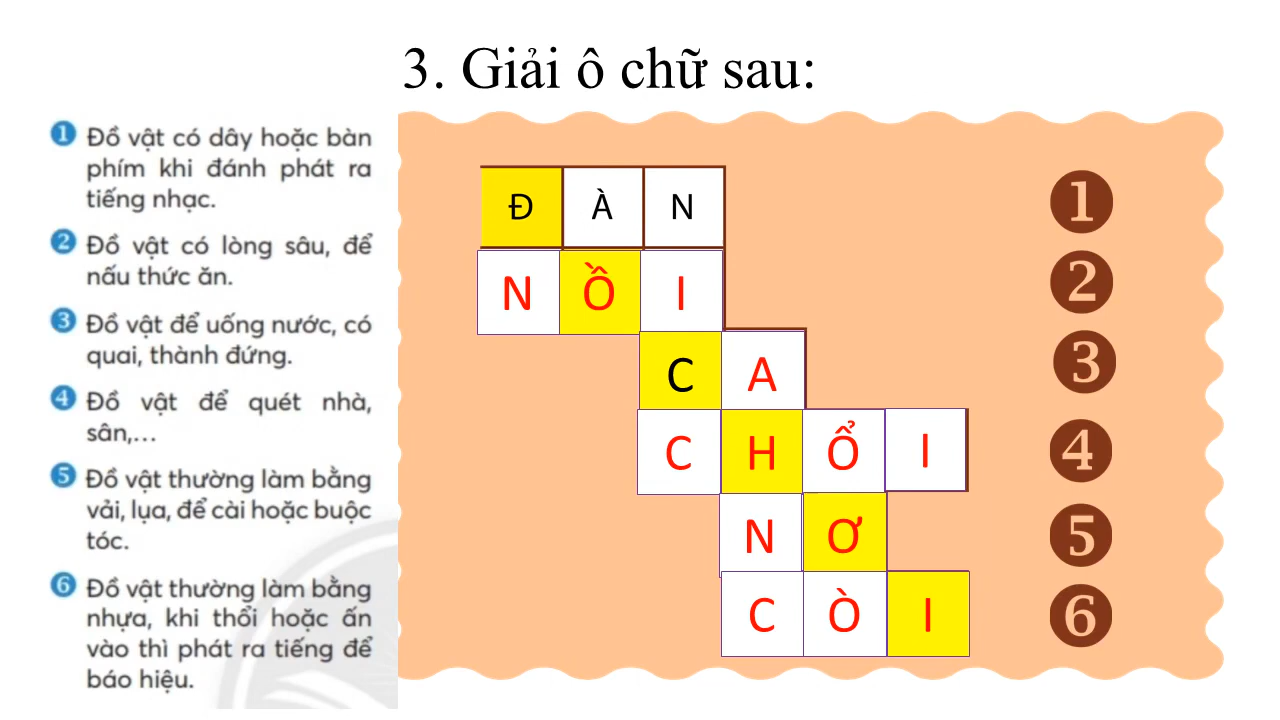 3. Giải ô chữ sau:
1 Đồ vật có dây hoặc bàn
phím khi đánh phát ra
tiếng nhạc.
2 Đồ vật có lòng sâu, để
nấu thức ăn.
3 Đồ vật để uống nước, có
quai, thành đứng.
4 Đồ vật để quét nhà,
sân,...
5 Đồ vật thường làm bằng
vải, lụa, để cài hoặc buộc
tóc.
6 Đồ vật thường làm bằng
nhựa, khi thổi hoặc ấn
vào thì phát ra tiếng để
báo hiệu.
Đ À N 1
N Ồ I 2
C A 3
C H Ổ I 4
N Ơ 5
C Ò I 6